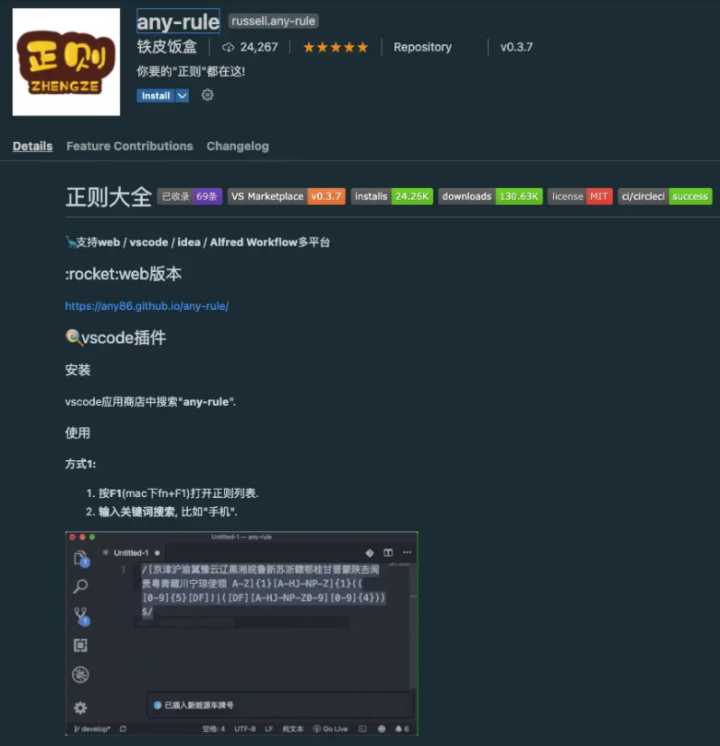 正则
ZHENGZE
any-rule russell.any-rule
铁皮饭盒 24,267 Repository v0.3.7
你要的"正则"都在这!
Install
Details Feature Contributions Changelog
正则大全 已收录 69条 VS Marketplace v0.3.7 installs 24.26K downloads 130.63K license MIT ci/circleci success
支持web / vscode / idea / Alfred Workflow多平台
:rocket:web版本
https://any86.github.io/any-rule/
vscode插件
安装
vscode应用商店中搜索"any-rule".
使用
方式1:
1. 按F1(mac下fn+F1)打开正则列表.
2. 输入关键词搜索, 比如"手机".
Untitled-1 — any-rule
Untitled-1
1 /[京津沪渝冀豫云辽黑湘皖鲁新苏浙赣鄂桂甘晋蒙陕吉闽
贵粤青藏川宁琼使领 A-Z]{1}[A-HJ-NP-Z]{1}((
[0-9]{5}[DF])|([DF][A-HJ-NP-Z0-9][0-9]{4}))
$/
已插入新能源车牌号
develop* 空格: 4 UTF-8 LF 纯文本 Go Live 6